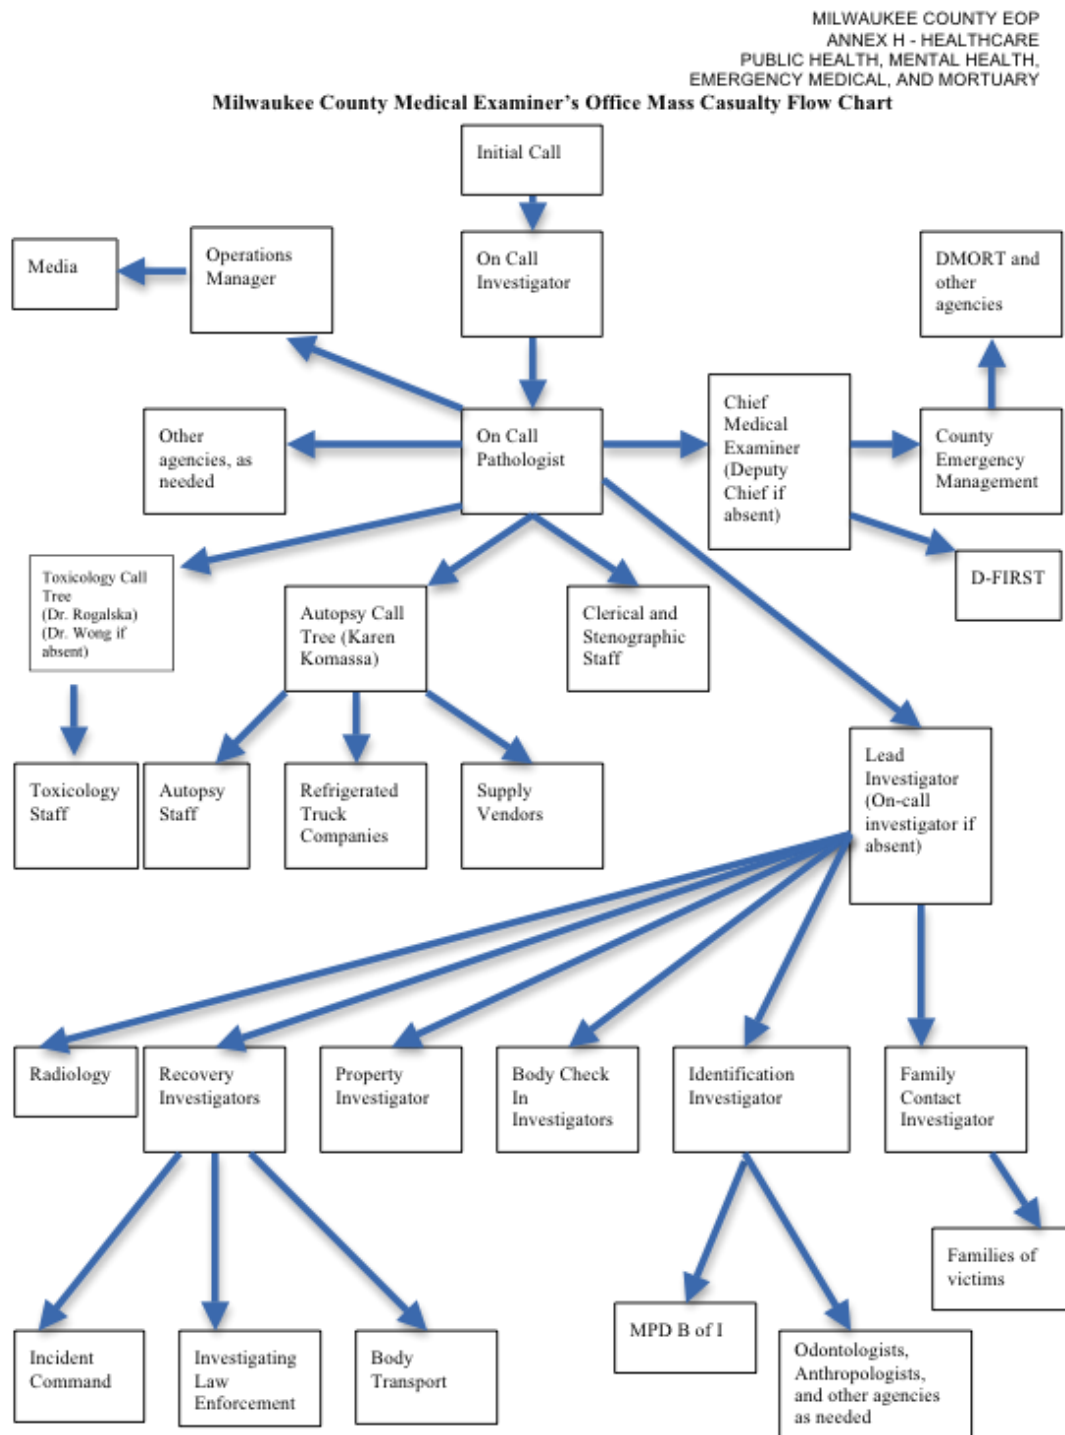 MILWAUKEE COUNTY EOP
ANNEX H - HEALTHCARE
PUBLIC HEALTH, MENTAL HEALTH,
EMERGENCY MEDICAL, AND MORTUARY
Milwaukee County Medical Examiner's Office Mass Casualty Flow Chart
Initial Call
Media
Operations
Manager
On Call
Investigator
DMORT and
other
agencies
Other
agencies, as
needed
On Call
Pathologist
Chief
Medical
Examiner
(Deputy
Chief if
absent)
County
Emergency
Management
D-FIRST
Toxicology Call
Tree
(Dr. Rogalska)
(Dr. Wong if
absent)
Autopsy Call
Tree (Karen
Komassa)
Clerical and
Stenographic
Staff
Toxicology
Staff
Autopsy
Staff
Refrigerated
Truck
Companies
Supply
Vendors
Lead
Investigator
(On-call
investigator if
absent)
Radiology
Recovery
Investigators
Property
Investigator
Body Check
In
Investigators
Identification
Investigator
Family
Contact
Investigator
Families of
victims
Incident
Command
Investigating
Law
Enforcement
Body
Transport
MPD B of I
Odontologists,
Anthropologists,
and other agencies
as needed